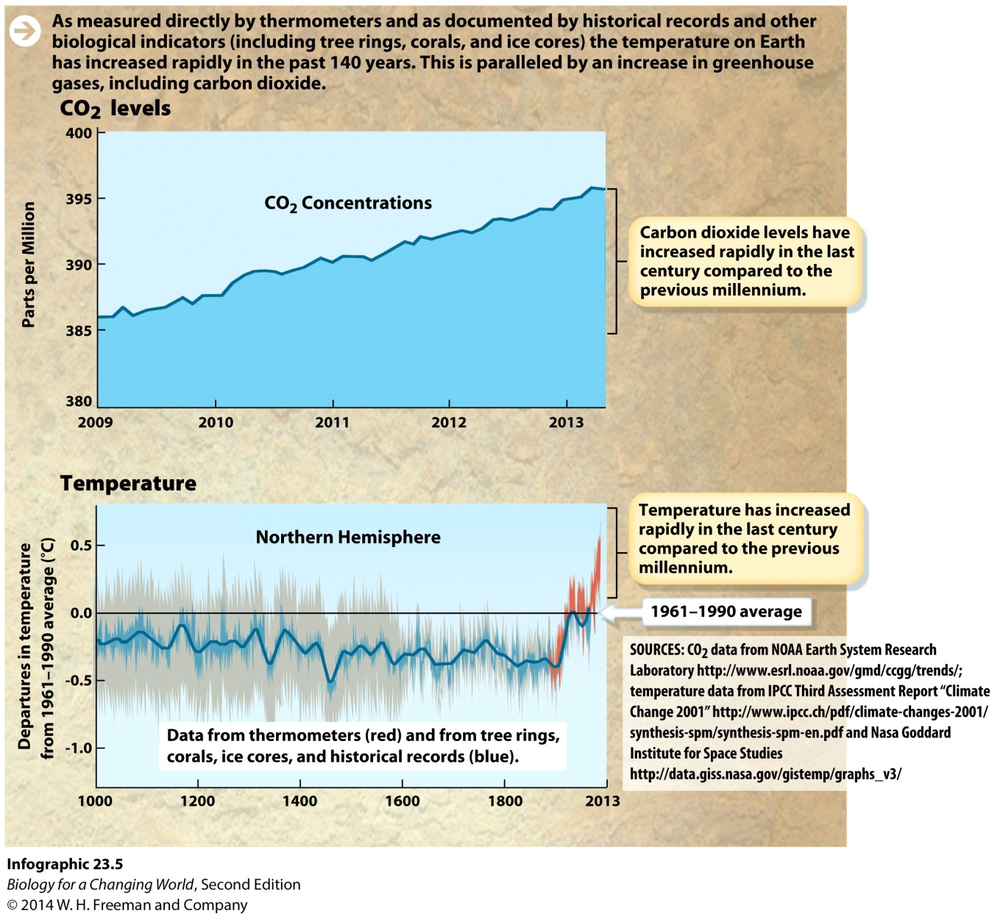 As measured directly by thermometers and as documented by historical records and other
biological indicators (including tree rings, corals, and ice cores) the temperature on Earth
has increased rapidly in the past 140 years. This is paralleled by an increase in greenhouse
gases, including carbon dioxide.
CO2 levels
Parts per Million
400
395
390
385
380
CO2 Concentrations
2009 2010 2011 2012 2013
Carbon dioxide levels have
increased rapidly in the last
century compared to the
previous millennium.
Temperature
Departures in temperature
from 1961–1990 average (°C)
0.5
0.0
-0.5
-1.0
Northern Hemisphere
Data from thermometers (red) and from tree rings,
corals, ice cores, and historical records (blue).
1000 1200 1400 1600 1800 2013
Temperature has increased
rapidly in the last century
compared to the previous
millennium.
1961–1990 average
SOURCES: CO2 data from NOAA Earth System Research
Laboratory http://www.esrl.noaa.gov/gmd/ccgg/trends/;
temperature data from IPCC Third Assessment Report “Climate
Change 2001” http://www.ipcc.ch/pdf/climate-changes-2001/
synthesis-spm/synthesis-spm-en.pdf and Nasa Goddard
Institute for Space Studies
http://data.giss.nasa.gov/gistemp/graphs_v3/
Infographic 23.5
Biology for a Changing World, Second Edition
© 2014 W. H. Freeman and Company